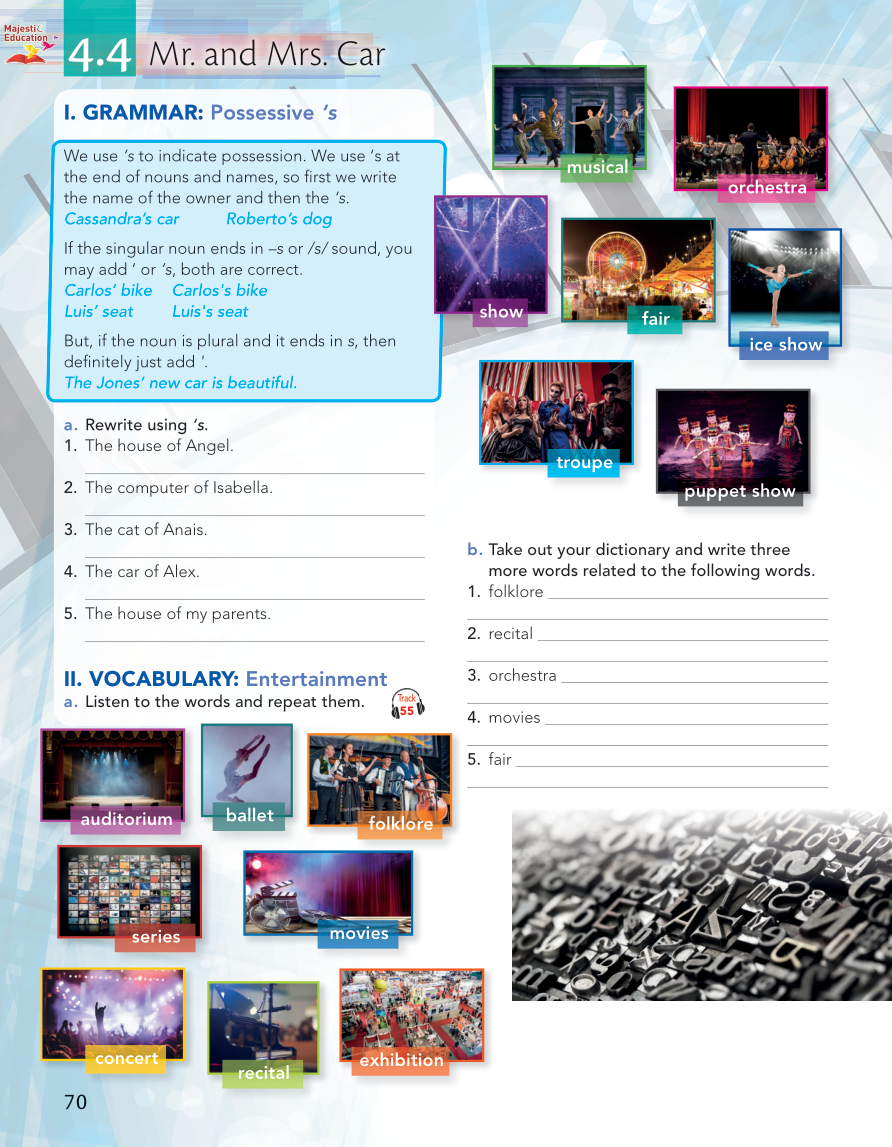 Majesti
Education
4.4 Mr. and Mrs. Car
I. GRAMMAR: Possessive ‘s
We use ‘s to indicate possession. We use ‘s at
the end of nouns and names, so first we write
the name of the owner and then the ‘s.
Cassandra’s car Roberto’s dog
If the singular noun ends in –s or /s/ sound, you
may add ‘ or ‘s, both are correct.
Carlos’ bike Carlos's bike
Luis’ seat Luis's seat
But, if the noun is plural and it ends in s, then
definitely just add '.
The Jones’ new car is beautiful.
a. Rewrite using ‘s.
1. The house of Angel.
2. The computer of Isabella.
3. The cat of Anais.
4. The car of Alex.
5. The house of my parents.
II. VOCABULARY: Entertainment
a. Listen to the words and repeat them.
Track
55
auditorium
ballet
folklore
series
movies
concert
recital
exhibition
musical
orchestra
show
fair
ice show
troupe
puppet show
b. Take out your dictionary and write three
more words related to the following words.
1. folklore
2. recital
3. orchestra
4. movies
5. fair
70